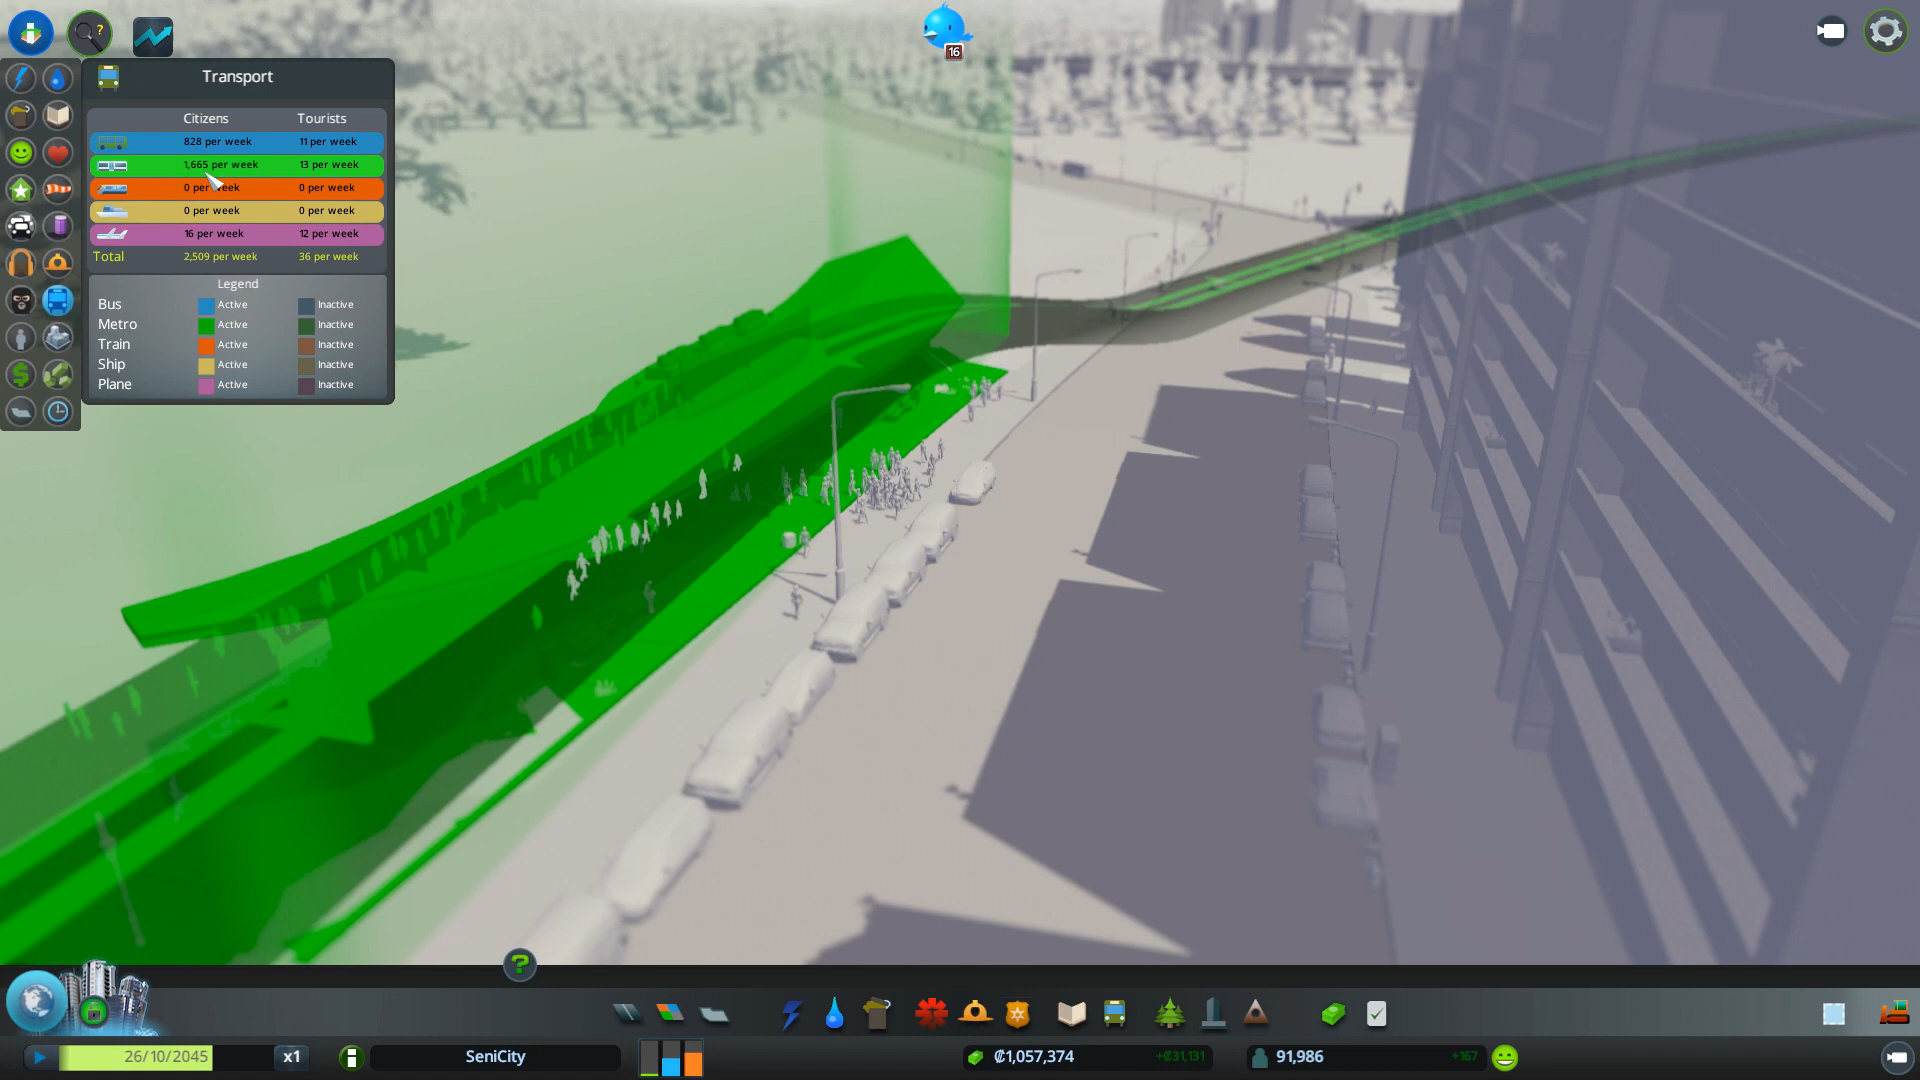 16
Transport
Citizens Tourists
828 per week 11 per week
1,665 per week 13 per week
0 per week 0 per week
0 per week 0 per week
16 per week 12 per week
Total 2,509 per week 36 per week
Legend
Bus Active Inactive
Metro Active Inactive
Train Active Inactive
Ship Active Inactive
Plane Active Inactive
26/10/2045 x1 SeniCity ₡1,057,374 +₡31,131 91,986 +167